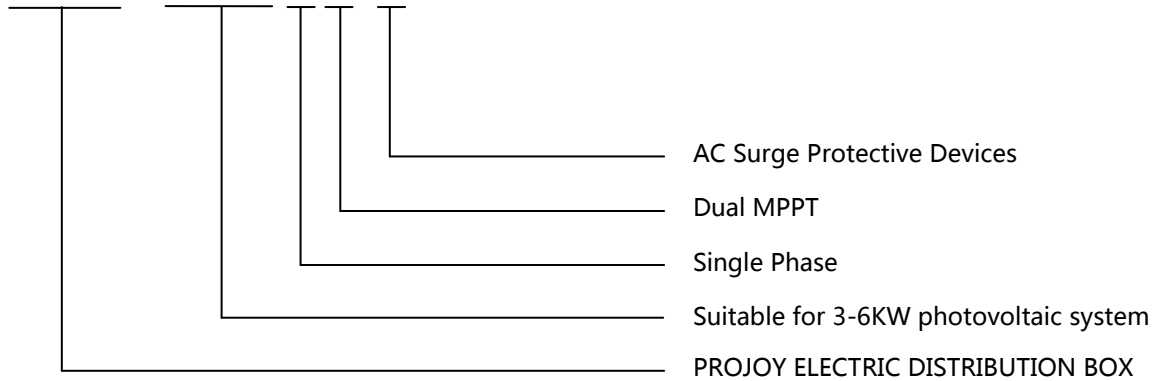 AC Surge Protective Devices
Dual MPPT
Single Phase
Suitable for 3-6KW photovoltaic system
PROJOY ELECTRIC DISTRIBUTION BOX